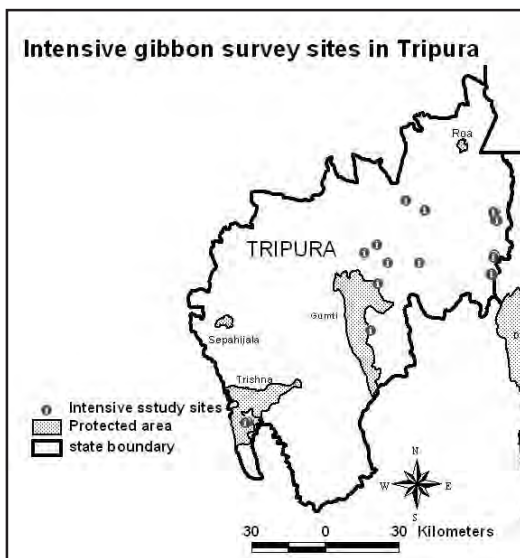 Intensive gibbon survey sites in Tripura
Roa
TRIPURA
Gumti
Sepahijala
Trishna
D
Intensive sstudy sites
Protected area
state boundary
N
W E
S
30 0 30 Kilometers